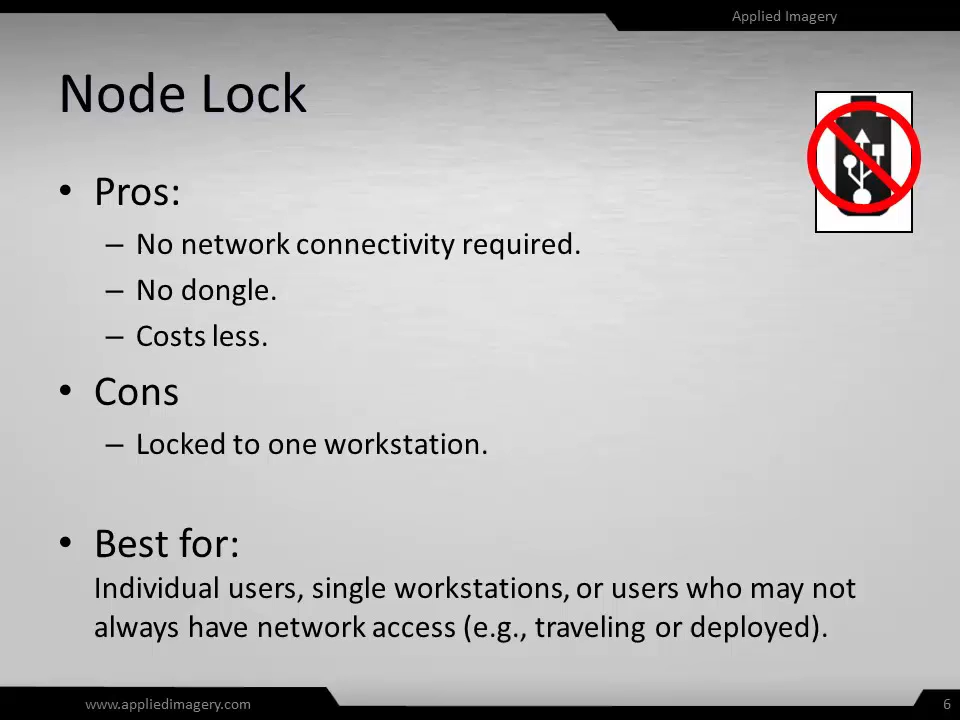 Applied Imagery
Node Lock
• Pros:
– No network connectivity required.
– No dongle.
– Costs less.
• Cons
– Locked to one workstation.
• Best for:
Individual users, single workstations, or users who may not
always have network access (e.g., traveling or deployed).
www.appliedimagery.com
6